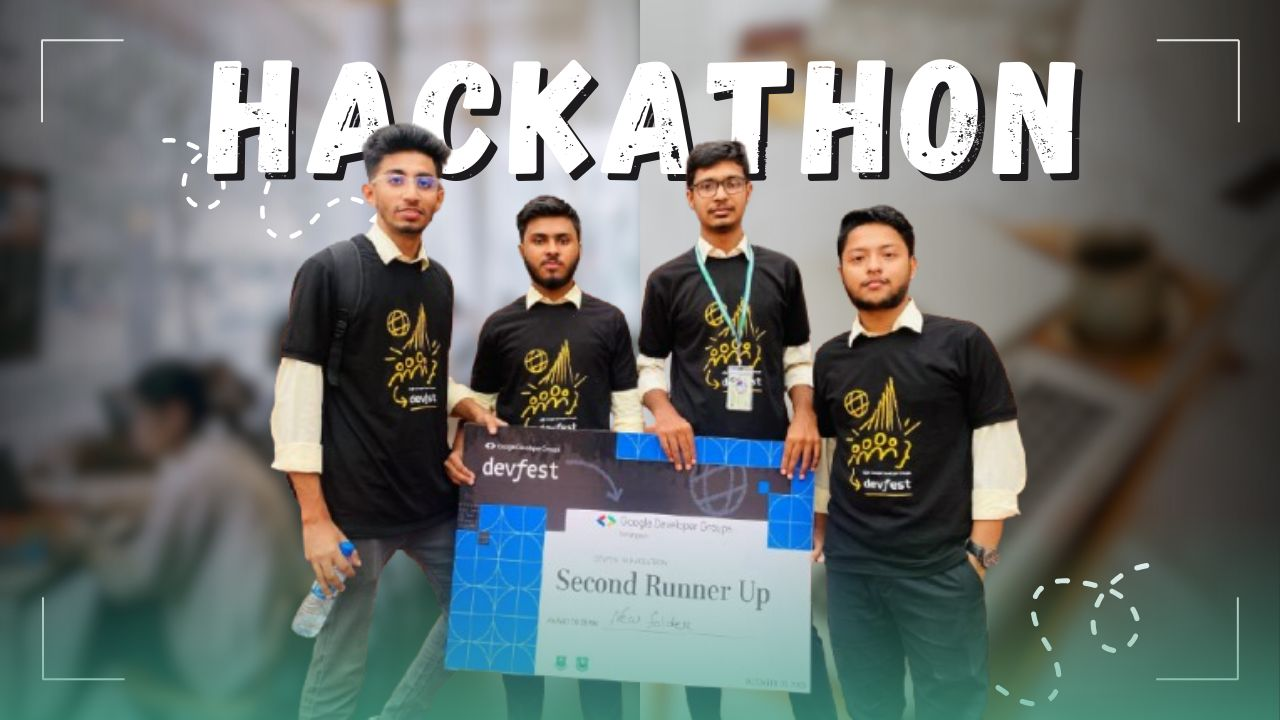 HACKATHON
devfest
devfest
devfest
devfest
Google Developer Groups
devfest
Google Developer Groups
Second Runner Up
New folder